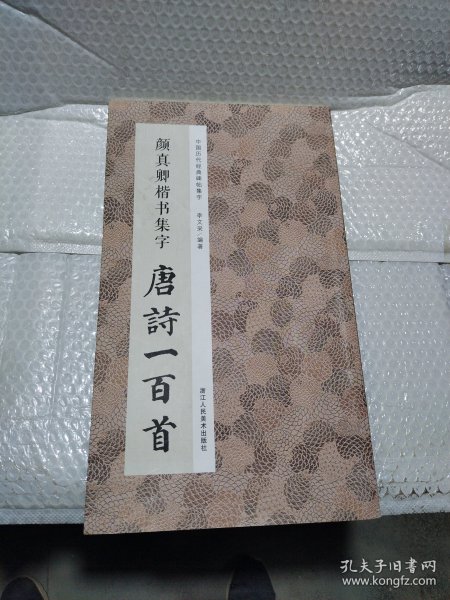 中国历代经典碑帖集字
李文采/编著
颜真卿楷书集字
唐詩一百首
浙江人民美术出版社
孔夫子旧书网
www.kongfz.com